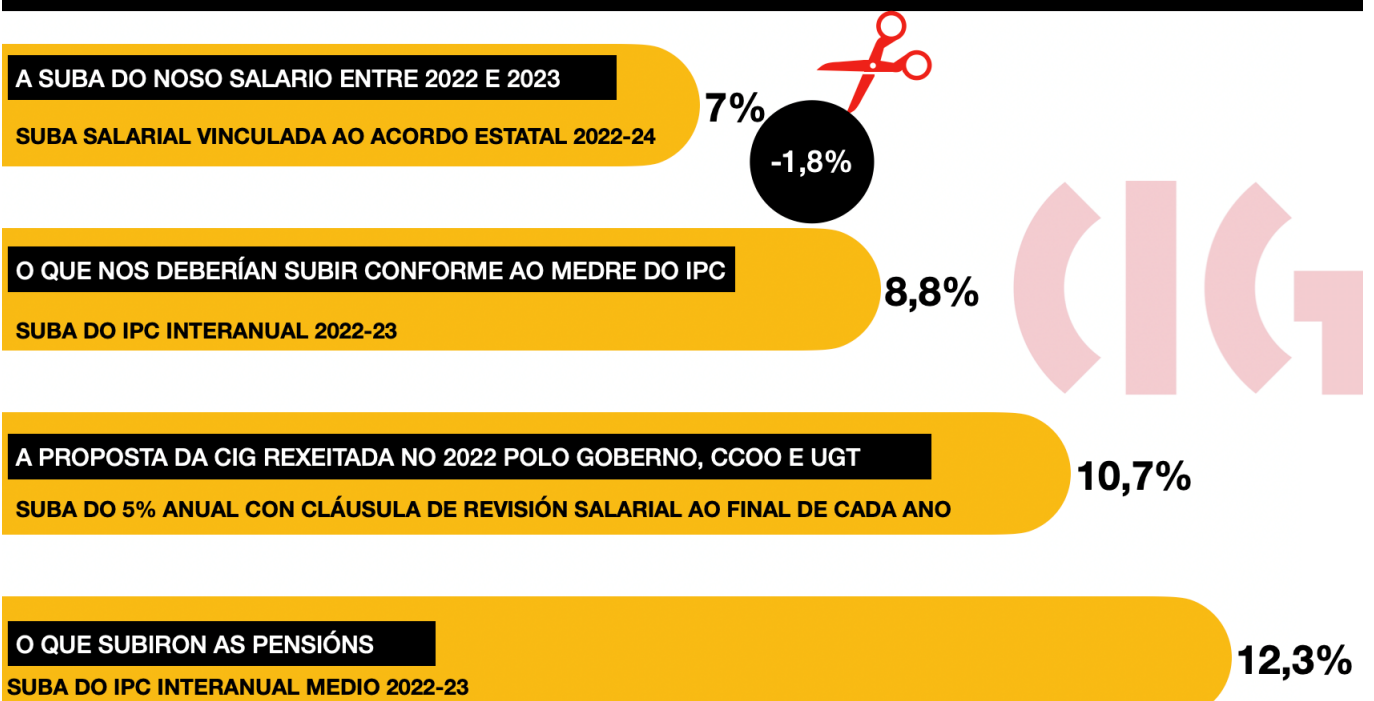 A SUBA DO NOSO SALARIO ENTRE 2022 E 2023
SUBA SALARIAL VINCULADA AO ACORDO ESTATAL 2022-24
7%
-1,8%
O QUE NOS DEBERÍAN SUBIR CONFORME AO MEDRE DO IPC
SUBA DO IPC INTERANUAL 2022-23
8,8%
CIG
A PROPOSTA DA CIG REXEITADA NO 2022 POLO GOBERNO, CCOO E UGT
SUBA DO 5% ANUAL CON CLÁUSULA DE REVISIÓN SALARIAL AO FINAL DE CADA ANO
10,7%
O QUE SUBIRON AS PENSIÓNS
SUBA DO IPC INTERANUAL MEDIO 2022-23
12,3%